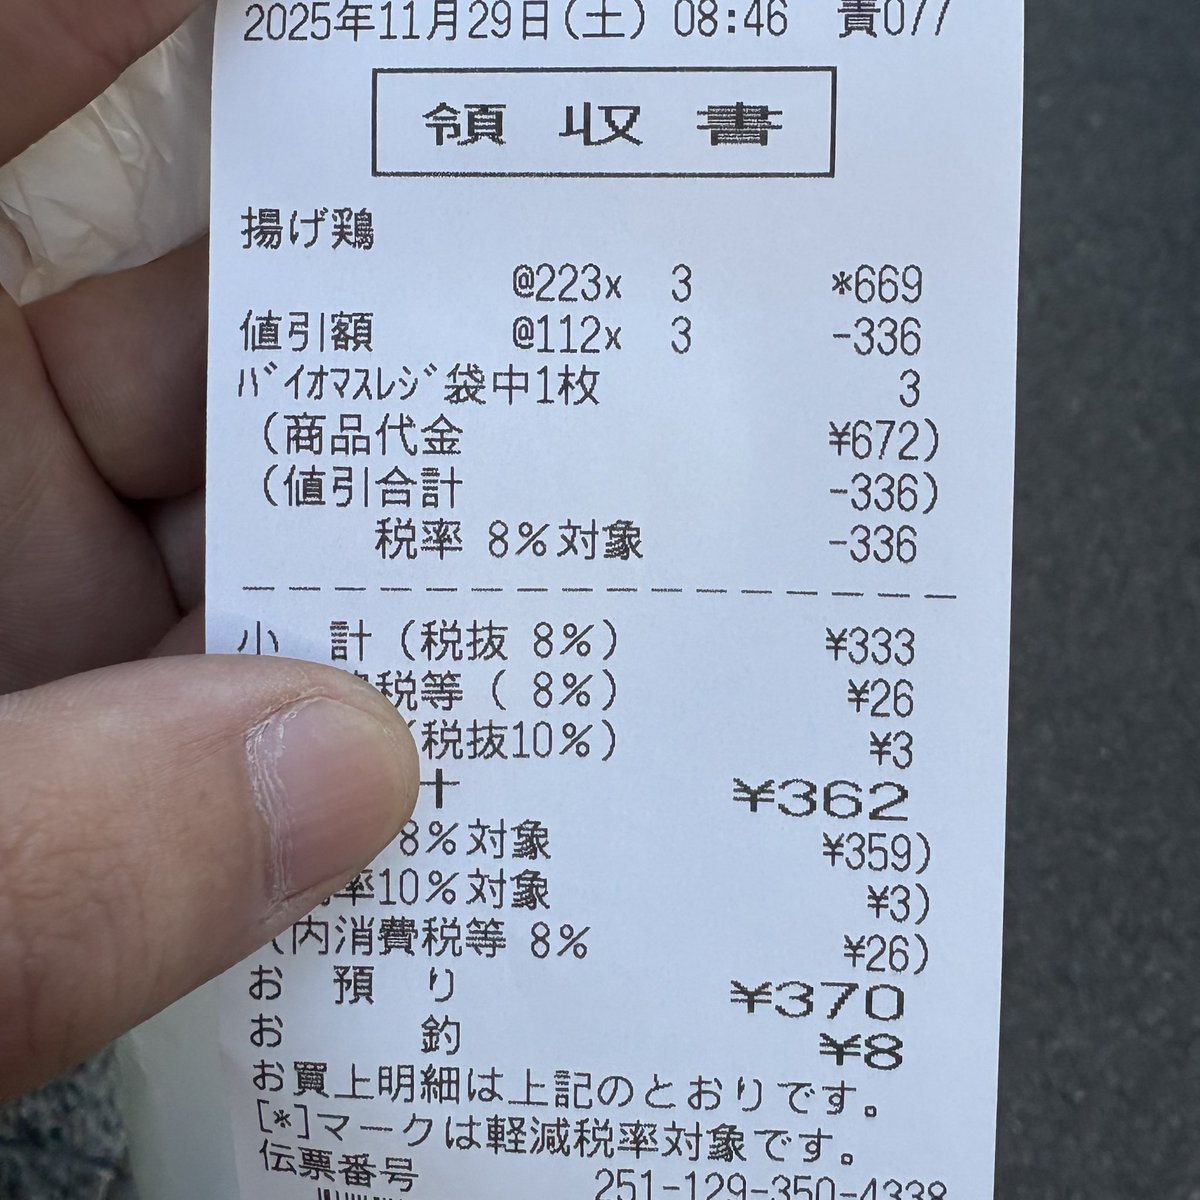 2025年11月29日(土) 08:46 責077
領収書
揚げ鶏
@223x 3 *669
値引額 @112x 3 -336
ﾊﾞｲｵﾏｽﾚｼﾞ袋中1枚 3
(商品代金 ¥672)
(値引合計 -336)
税率 8%対象 -336
小 計(税抜 8%) ¥333
税等( 8%) ¥26
(税抜10%) ¥3
¥362
8%対象 ¥359)
率10%対象 ¥3)
(内消費税等 8% ¥26)
お 預 り ¥370
お 釣 ¥8
お買上明細は上記のとおりです。
[*]マークは軽減税率対象です。
伝票番号 251-129-350-4338